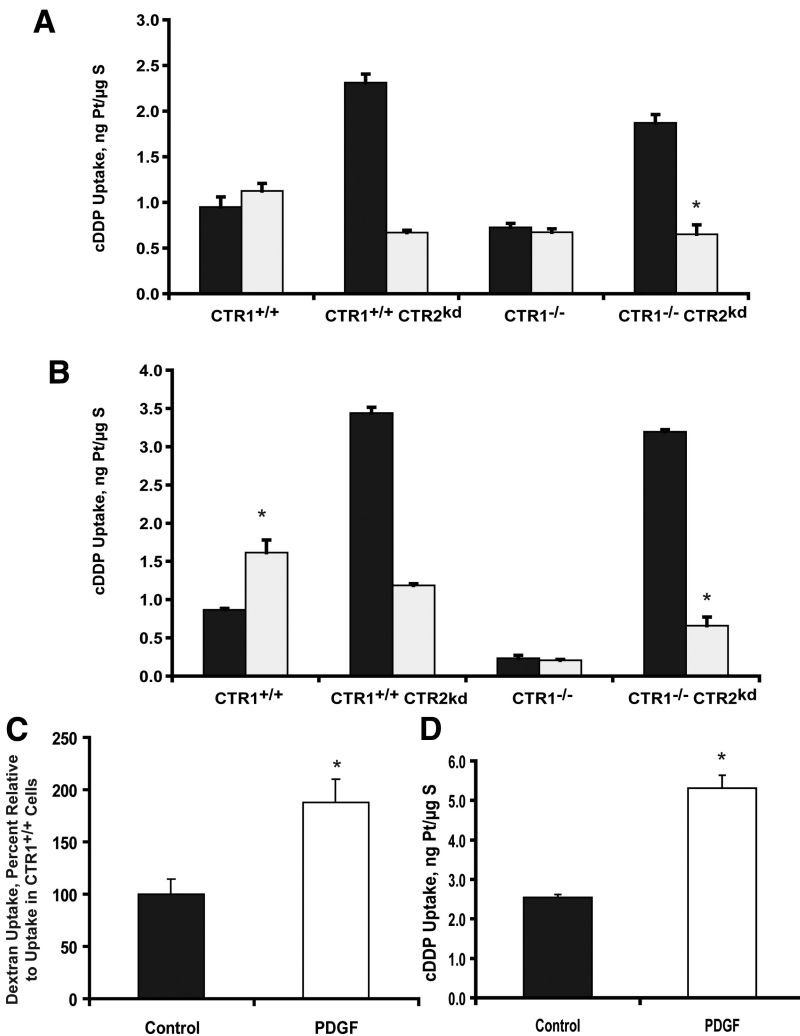 A
cDDP Uptake, ng Pt/µg S
3.0
2.5
2.0
1.5
1.0
0.5
0.0
*
CTR1+/+ CTR1+/+ CTR2kd CTR1-/- CTR1-/- CTR2kd
B
cDDP Uptake, ng Pt/µg S
4.0
3.5
3.0
2.5
2.0
1.5
1.0
0.5
0.0
*
*
CTR1+/+ CTR1+/+ CTR2kd CTR1-/- CTR1-/- CTR2kd
C
Dextran Uptake, Percent Relative
to Uptake in CTR1+/+ Cells
250
200
150
100
50
0
*
Control PDGF
D
cDDP Uptake, ng Pt/µg S
6.0
5.0
4.0
3.0
2.0
1.0
0.0
*
Control PDGF